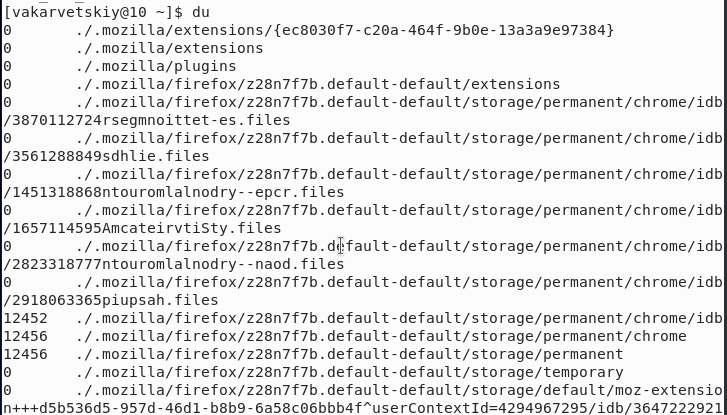 [vakarvetskiy@10 ~]$ du
0       ./.mozilla/extensions/{ec8030f7-c20a-464f-9b0e-13a3a9e97384}
0       ./.mozilla/extensions
0       ./.mozilla/plugins
0       ./.mozilla/firefox/z28n7f7b.default-default/extensions
0       ./.mozilla/firefox/z28n7f7b.default-default/storage/permanent/chrome/idb
/3870112724rsegmnoittet-es.files
0       ./.mozilla/firefox/z28n7f7b.default-default/storage/permanent/chrome/idb
/3561288849sdhlie.files
0       ./.mozilla/firefox/z28n7f7b.default-default/storage/permanent/chrome/idb
/1451318868ntouromlalnodry--epcr.files
0       ./.mozilla/firefox/z28n7f7b.default-default/storage/permanent/chrome/idb
/1657114595AmcateirvtiSty.files
0       ./.mozilla/firefox/z28n7f7b.default-default/storage/permanent/chrome/idb
/2823318777ntouromlalnodry--naod.files
0       ./.mozilla/firefox/z28n7f7b.default-default/storage/permanent/chrome/idb
/2918063365piupsah.files
12452   ./.mozilla/firefox/z28n7f7b.default-default/storage/permanent/chrome/idb
12456   ./.mozilla/firefox/z28n7f7b.default-default/storage/permanent/chrome
12456   ./.mozilla/firefox/z28n7f7b.default-default/storage/permanent
0       ./.mozilla/firefox/z28n7f7b.default-default/storage/temporary
0       ./.mozilla/firefox/z28n7f7b.default-default/storage/default/moz-extensio
n+++d5b536d5-957d-46d1-b8b9-6a58c06bbb4f^userContextId=4294967295/idb/3647222921